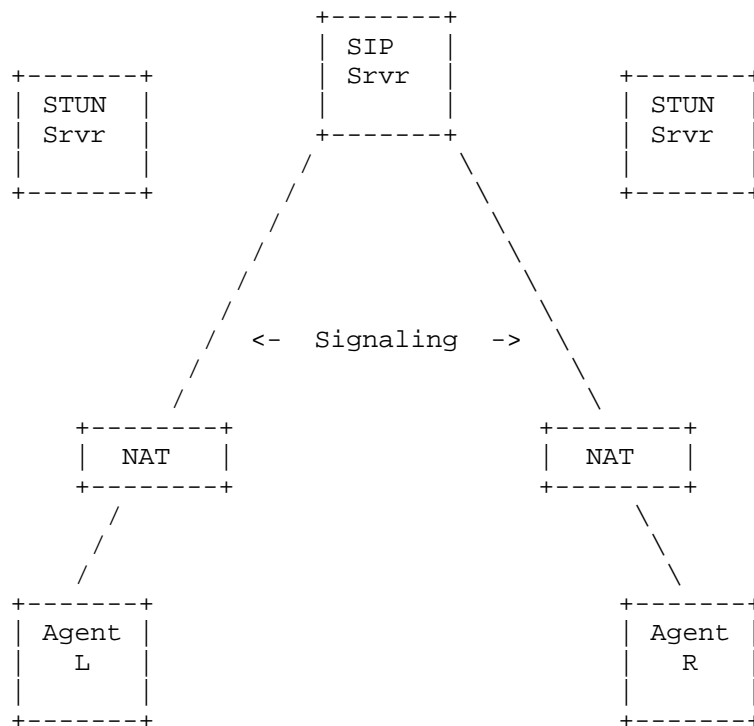 SIP
Srvr
STUN
Srvr
STUN
Srvr
<- Signaling ->
NAT
NAT
Agent
L
Agent
R